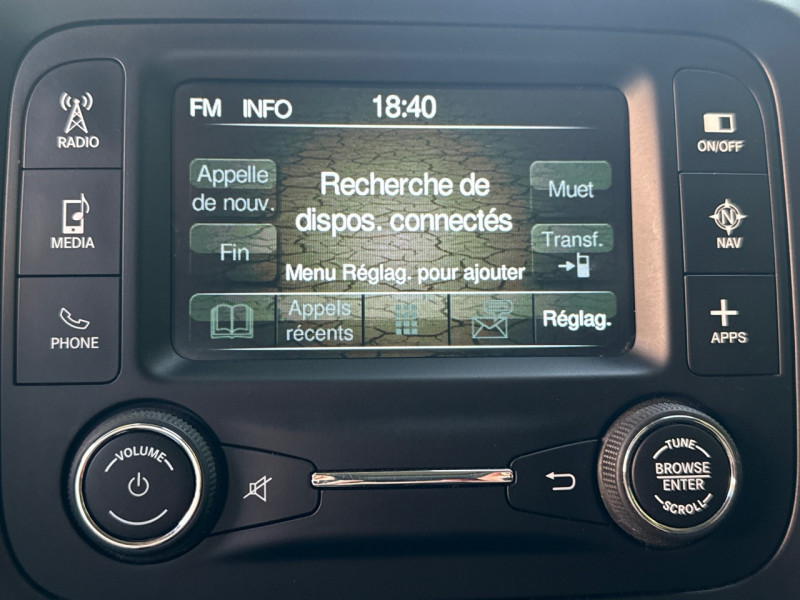 FM INFO 18:40
Appelle
de nouv.
Recherche de
dispos. connectés
Muet
Fin
Transf.
Menu Réglag. pour ajouter
Appels
récents
Réglag.
RADIO
MEDIA
PHONE
ON/OFF
N
NAV
APPS
VOLUME
TUNE
BROWSE
ENTER
SCROLL